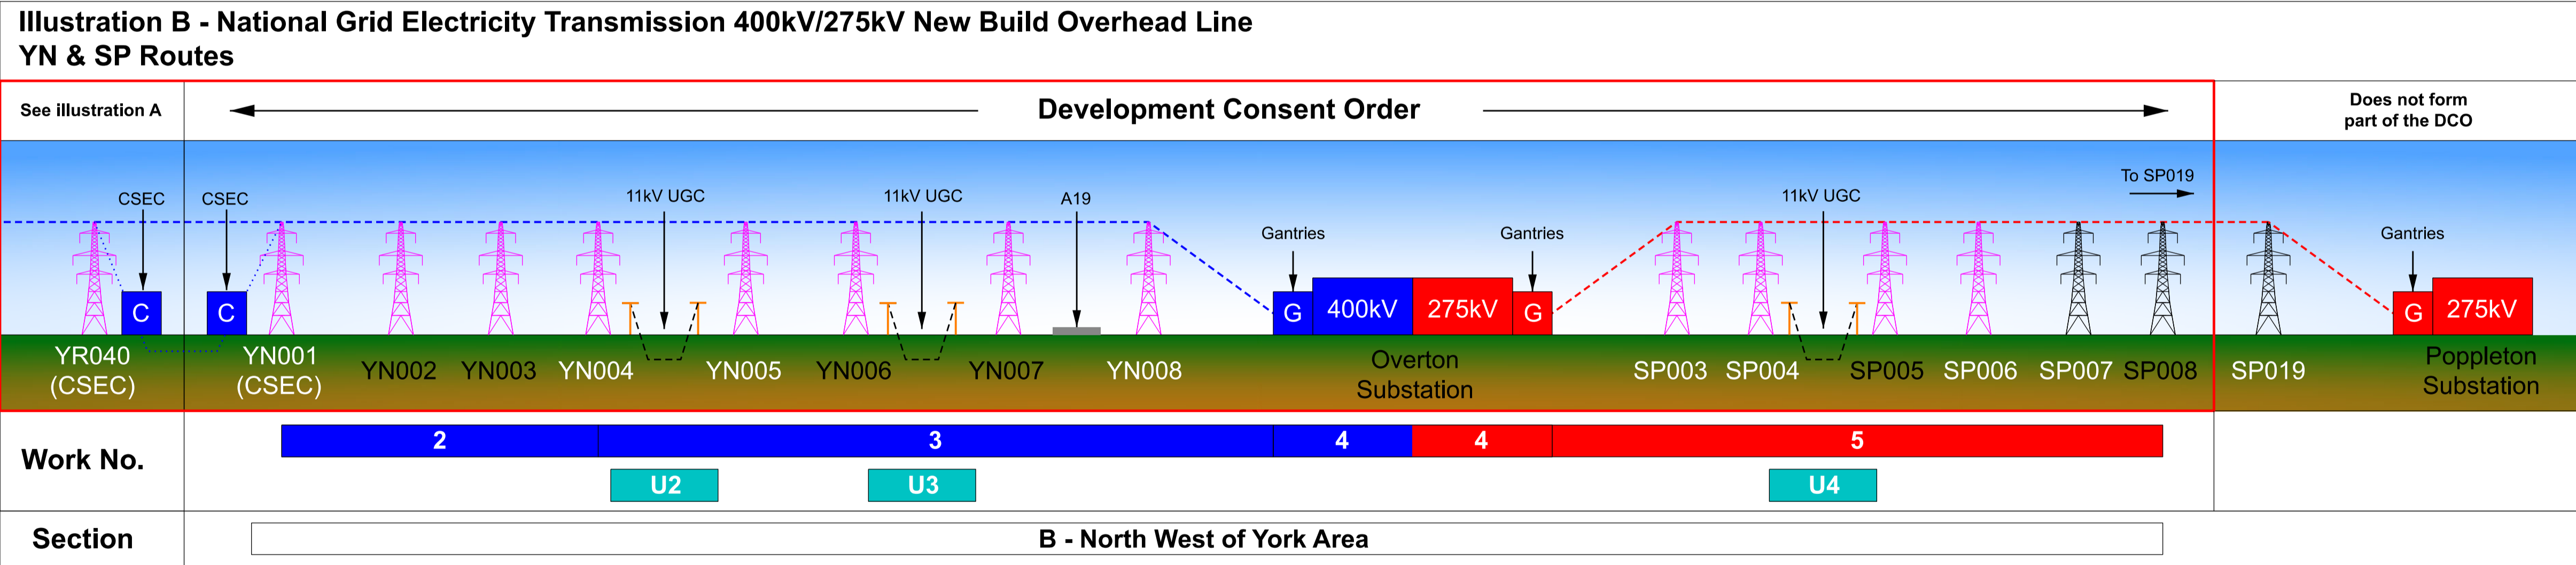 Illustration B - National Grid Electricity Transmission 400kV/275kV New Build Overhead Line
YN & SP Routes
See illustration A
Development Consent Order
Does not form
part of the DCO
CSEC
CSEC
11kV UGC
11kV UGC
A19
Gantries
Gantries
11kV UGC
To SP019
Gantries
C
C
G
400kV
275kV
G
G
275kV
YR040
(CSEC)
YN001
(CSEC)
YN002
YN003
YN004
YN005
YN006
YN007
YN008
Overton
Substation
SP003
SP004
SP005
SP006
SP007
SP008
SP019
Poppleton
Substation
Work No.
2
3
4
4
5
U2
U3
U4
Section
B - North West of York Area